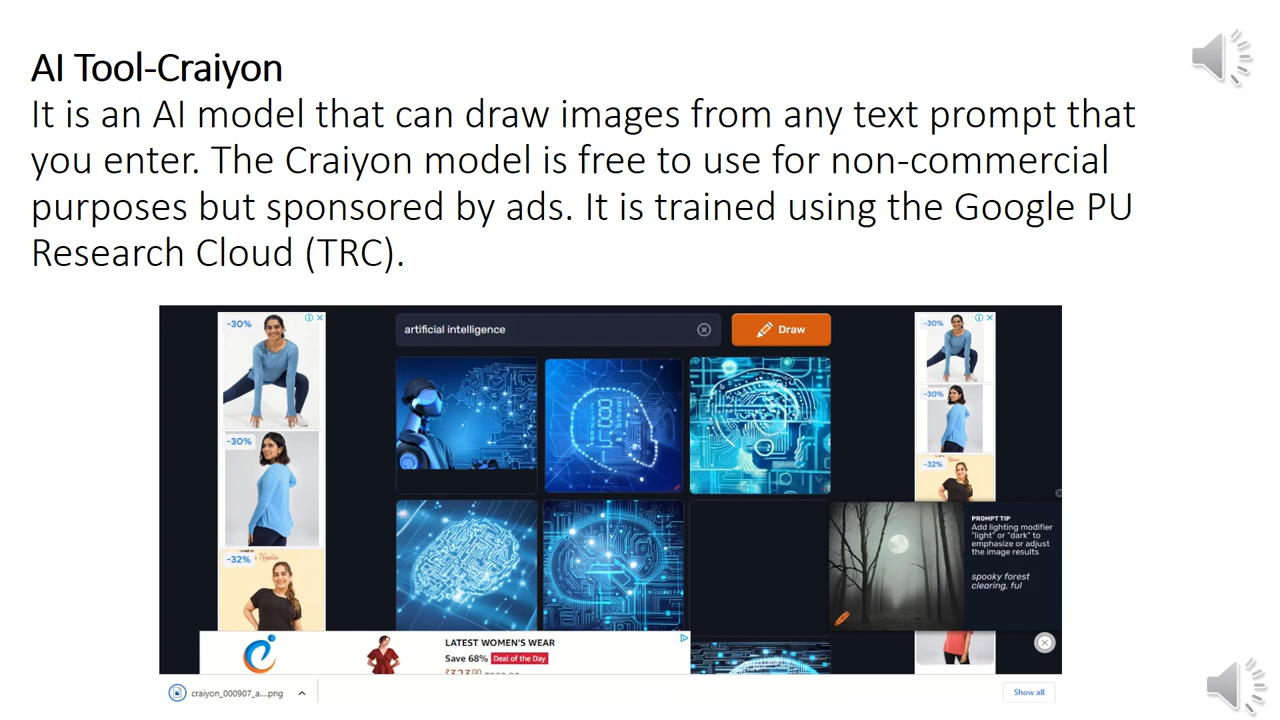 AI Tool-Craiyon
It is an AI model that can draw images from any text prompt that
you enter. The Craiyon model is free to use for non-commercial
purposes but sponsored by ads. It is trained using the Google PU
Research Cloud (TRC).
artificial intelligence
Draw
-30%
-30%
-32%
-30%
-30%
-32%
PROMPT TIP
Add lighting modifier
"light" or "dark" to
emphasize or adjust
the image results
spooky forest
clearing, ful
LATEST WOMEN'S WEAR
Save 68% Deal of the Day
craiyon_000907_a....png
Show all